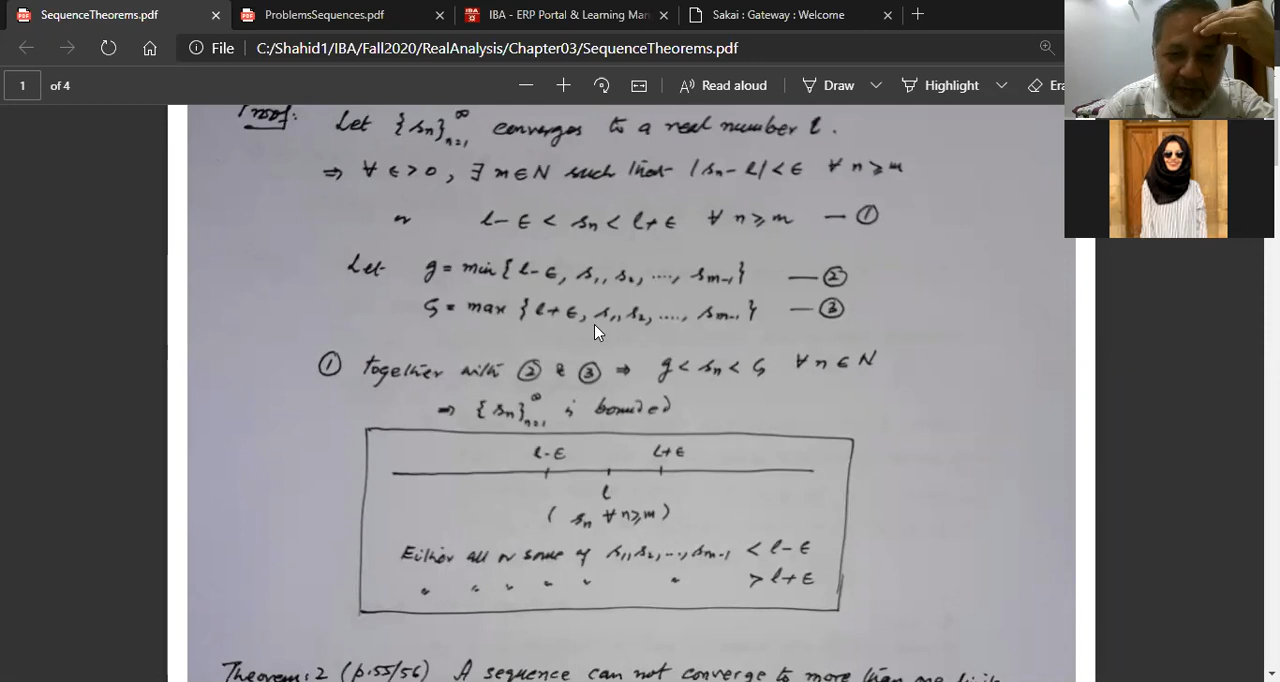 SequenceTheorems.pdf
ProblemsSequences.pdf
IBA - ERP Portal & Learning Man
Sakai : Gateway : Welcome
File
C:/Shahid1/IBA/Fall2020/RealAnalysis/Chapter03/SequenceTheorems.pdf
1 of 4
Read aloud
Draw
Highlight
Era
Proof: Let {sn}∞n=1 converges to a real number l.
⇒ ∀ ϵ > 0, ∃ m ∈ N such that |sn - l| < ϵ ∀ n ≥ m
or l - ϵ < sn < l + ϵ ∀ n ≥ m — ①
Let g = min {l - ϵ, s1, s2, ...., sm-1} — ②
G = max {l + ϵ, s1, s2, ...., sm-1} — ③
① together with ② & ③ ⇒ g < sn < G ∀ n ∈ N
⇒ {sn}∞n=1 is bounded
l - ϵ l + ϵ
l
( sn ∀ n ≥ m )
Either all or some of s1, s2, ..., sm-1 < l - ϵ
" " " " " " > l + ϵ
Theorem: 2 (p.55/56) A sequence can not converge to more than one limit